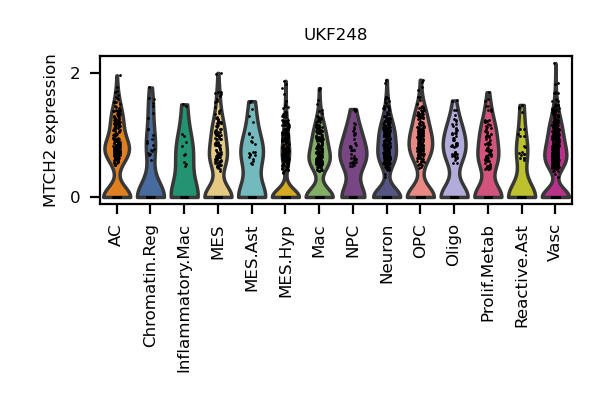 UKF248
MTCH2 expression
2
0
AC
Chromatin.Reg
Inflammatory.Mac
MES
MES.Ast
MES.Hyp
Mac
NPC
Neuron
OPC
Oligo
Prolif.Metab
Reactive.Ast
Vasc